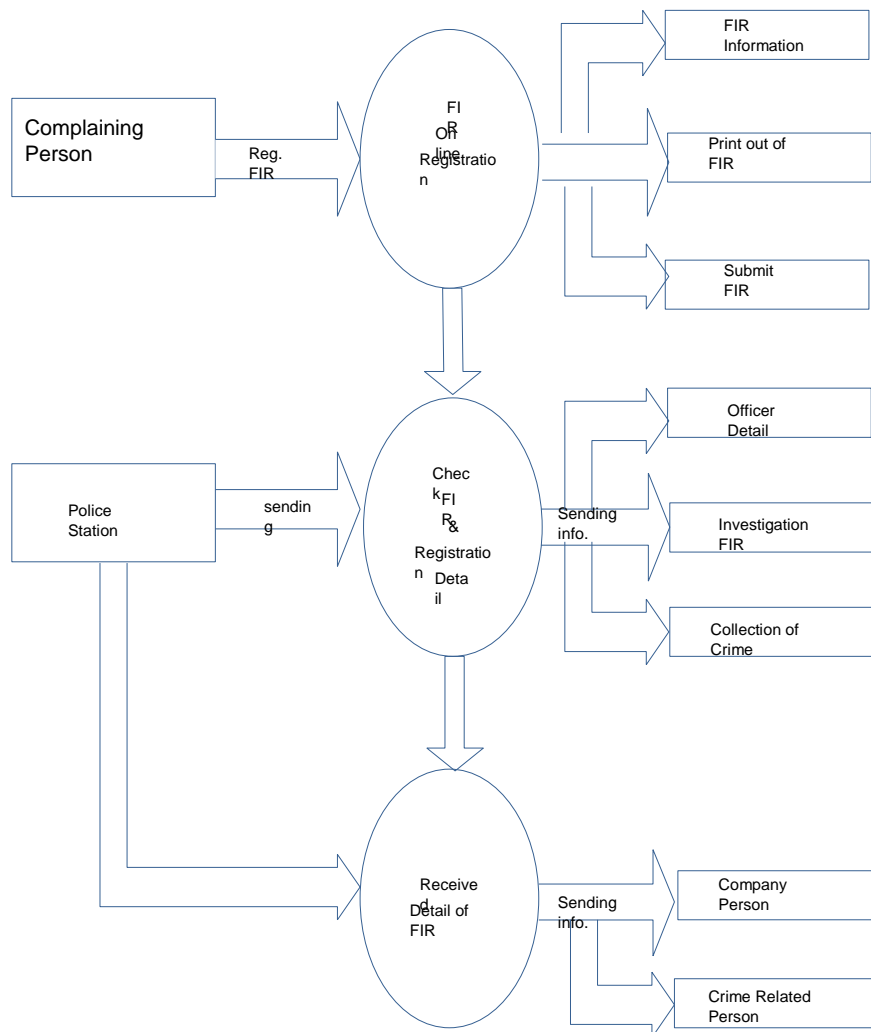 FIR
Information
Complaining
Person
Reg.
FIR
FI
R
On
line
Registratio
n
Print out of
FIR
Submit
FIR
Officer
Detail
Police
Station
sendin
g
Chec
k
FI
R
&
Registratio
n
Deta
il
Sending
info.
Investigation
FIR
Collection of
Crime
Receive
d
Detail of
FIR
Sending
info.
Company
Person
Crime Related
Person